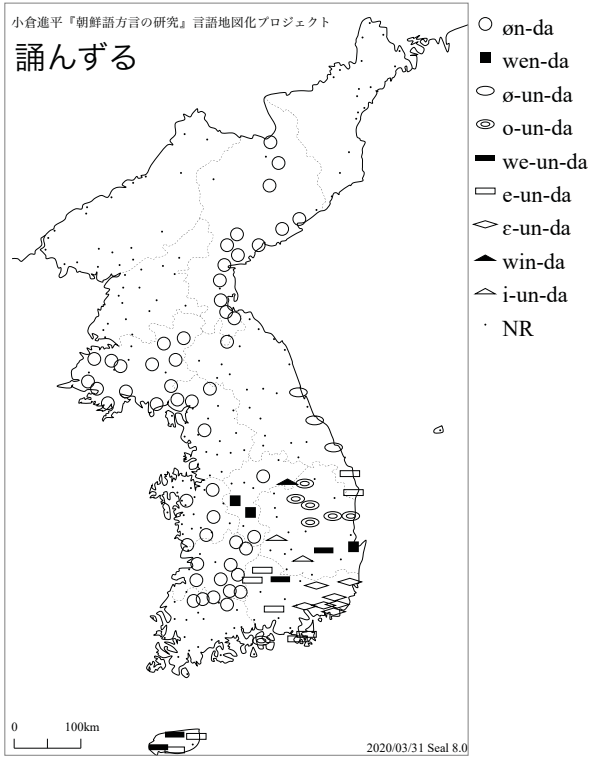 小倉進平『朝鮮語方言の研究』言語地図化プロジェクト
誦んずる
øn-da
wen-da
ø-un-da
o-un-da
we-un-da
e-un-da
ɛ-un-da
win-da
i-un-da
NR
0 100km
2020/03/31 Seal 8.0